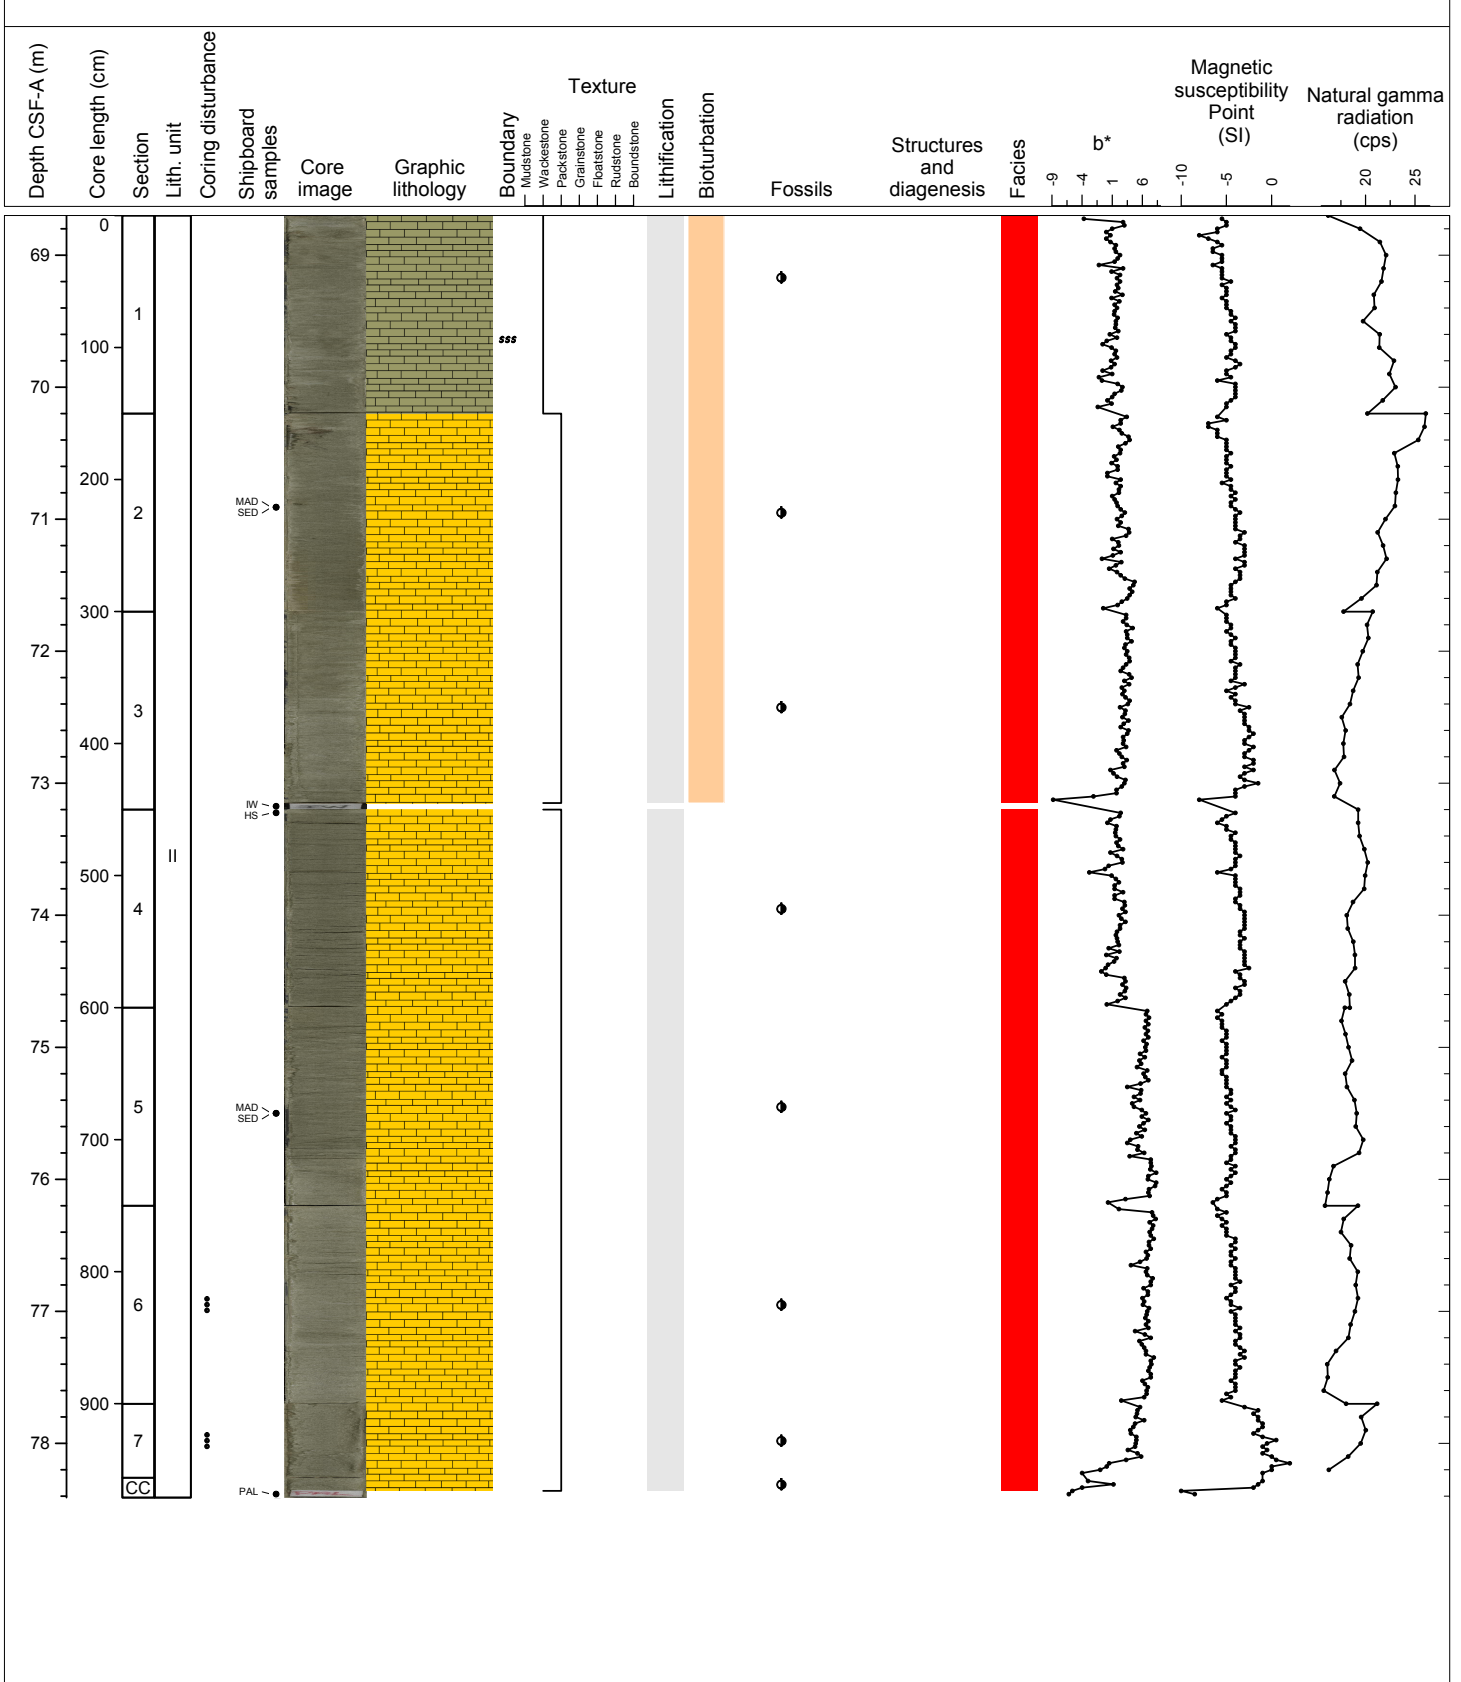 Depth CSF-A (m)
Core length (cm)
Section
Lith. unit
Coring disturbance
Shipboard
samples
Core
image
Graphic
lithology
Boundary
Texture
Mudstone
Wackestone
Packstone
Grainstone
Floatstone
Rudstone
Boundstone
Lithification
Bioturbation
Fossils
Structures
and
diagenesis
Facies
b*
-9
-4
1
6
Magnetic
susceptibility
Point
(SI)
-10
-5
0
Natural gamma
radiation
(cps)
20
25
0
69
1
sss
100
70
200
MAD
SED
2
71
300
72
3
400
73
IW
HS
II
500
4
74
600
75
MAD
SED
5
700
76
800
6
77
900
7
78
CC
PAL